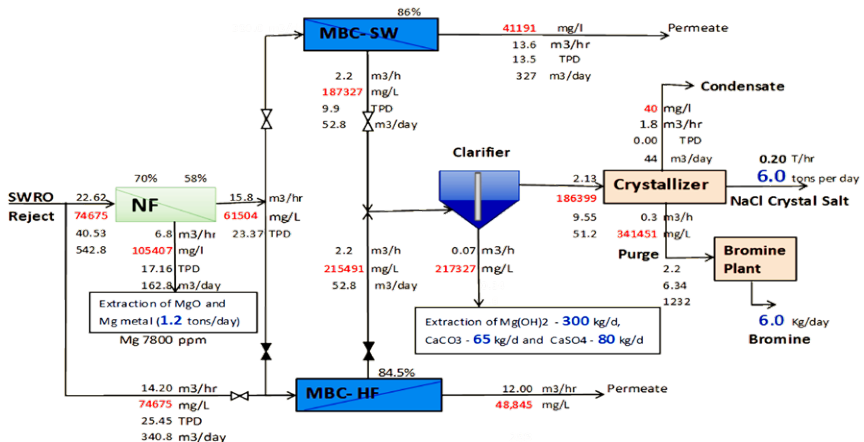 86%
MBC-SW
41191 mg/l
Permeate
13.6 m3/hr
13.5 TPD
327 m3/day
2.2 m3/h
187327 mg/L
9.9 TPD
52.8 m3/day
Condensate
40 mg/l
1.8 m3/hr
0.00 TPD
44 m3/day
Clarifier
70% 58%
SWRO
Reject
22.62
74675
40.53
542.8
NF
15.8 m3/hr
61504 mg/L
23.37 TPD
6.8 m3/hr
105407 mg/l
17.16 TPD
162.8 m3/day
2.13
186399
9.55
51.2
Crystallizer
0.20 T/hr
6.0 tons per day
NaCl Crystal Salt
0.3 m3/h
341451 mg/L
Purge
2.2
6.34
1232
Bromine
Plant
6.0 Kg/day
Bromine
2.2 m3/h
215491 mg/L
52.8 m3/day
0.07 m3/h
217327 mg/L
Extraction of MgO and
Mg metal (1.2 tons/day)
Mg 7800 ppm
Extraction of Mg(OH)2 - 300 kg/d,
CaCO3 - 65 kg/d and CaSO4 - 80 kg/d
84.5%
MBC-HF
14.20 m3/hr
74675 mg/L
25.45 TPD
340.8 m3/day
12.00 m3/hr
48,845 mg/L
Permeate